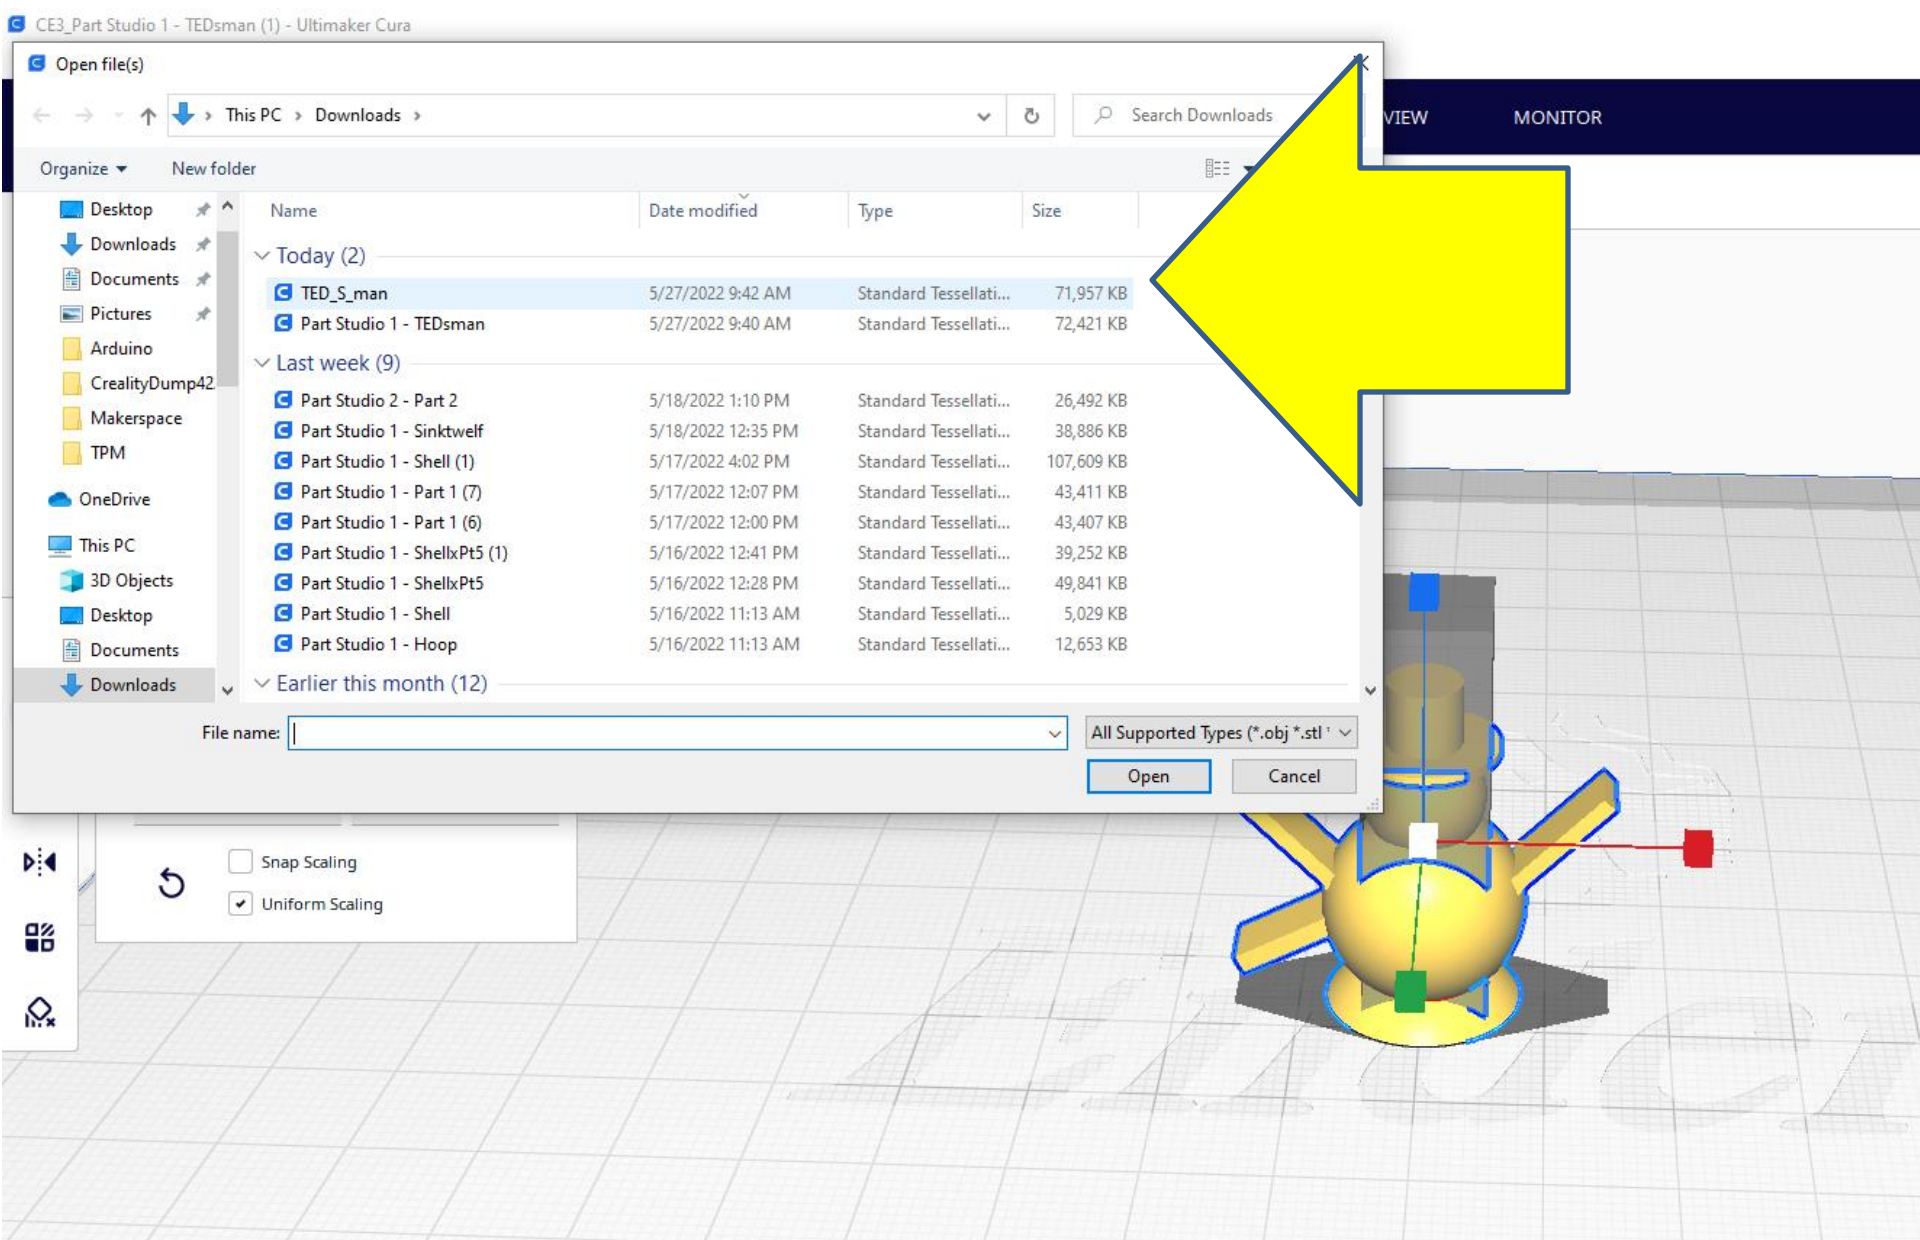 CE3_Part Studio 1 - TEDsman (1) - Ultimaker Cura
Open file(s)
This PC > Downloads >
Search Downloads
VIEW
MONITOR
Organize
New folder
Desktop
Downloads
Documents
Pictures
Arduino
CrealityDump42
Makerspace
TPM
OneDrive
This PC
3D Objects
Desktop
Documents
Downloads
Name Date modified Type Size
Today (2)
TED_S_man 5/27/2022 9:42 AM Standard Tessellati... 71,957 KB
Part Studio 1 - TEDsman 5/27/2022 9:40 AM Standard Tessellati... 72,421 KB
Last week (9)
Part Studio 2 - Part 2 5/18/2022 1:10 PM Standard Tessellati... 26,492 KB
Part Studio 1 - Sinktwelf 5/18/2022 12:35 PM Standard Tessellati... 38,886 KB
Part Studio 1 - Shell (1) 5/17/2022 4:02 PM Standard Tessellati... 107,609 KB
Part Studio 1 - Part 1 (7) 5/17/2022 12:07 PM Standard Tessellati... 43,411 KB
Part Studio 1 - Part 1 (6) 5/17/2022 12:00 PM Standard Tessellati... 43,407 KB
Part Studio 1 - ShellxPt5 (1) 5/16/2022 12:41 PM Standard Tessellati... 39,252 KB
Part Studio 1 - ShellxPt5 5/16/2022 12:28 PM Standard Tessellati... 49,841 KB
Part Studio 1 - Shell 5/16/2022 11:13 AM Standard Tessellati... 5,029 KB
Part Studio 1 - Hoop 5/16/2022 11:13 AM Standard Tessellati... 12,653 KB
Earlier this month (12)
File name:
All Supported Types (*.obj *.stl
Open
Cancel
Snap Scaling
Uniform Scaling